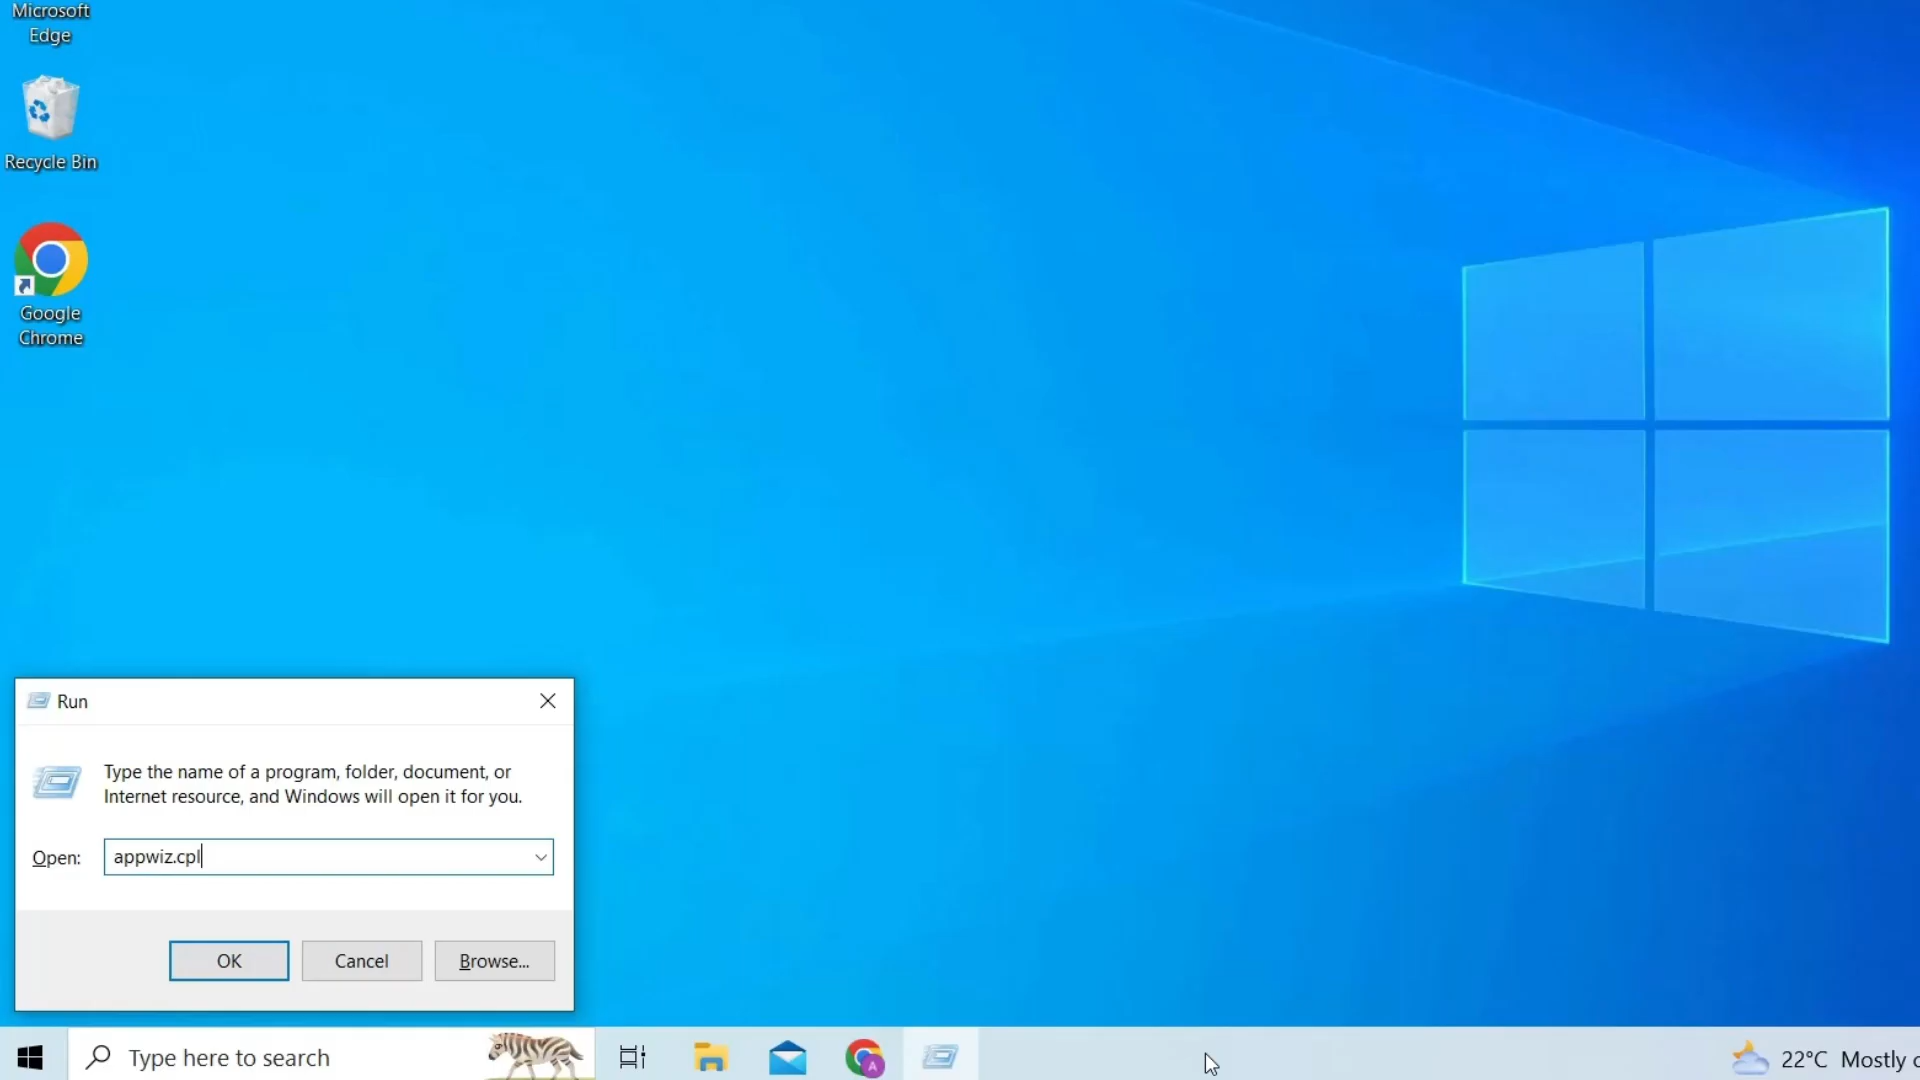 Microsoft
Edge
Recycle Bin
Google
Chrome
Run
Type the name of a program, folder, document, or
Internet resource, and Windows will open it for you.
Open:
appwiz.cpl
OK
Cancel
Browse...
Type here to search
A
22°C Mostly c